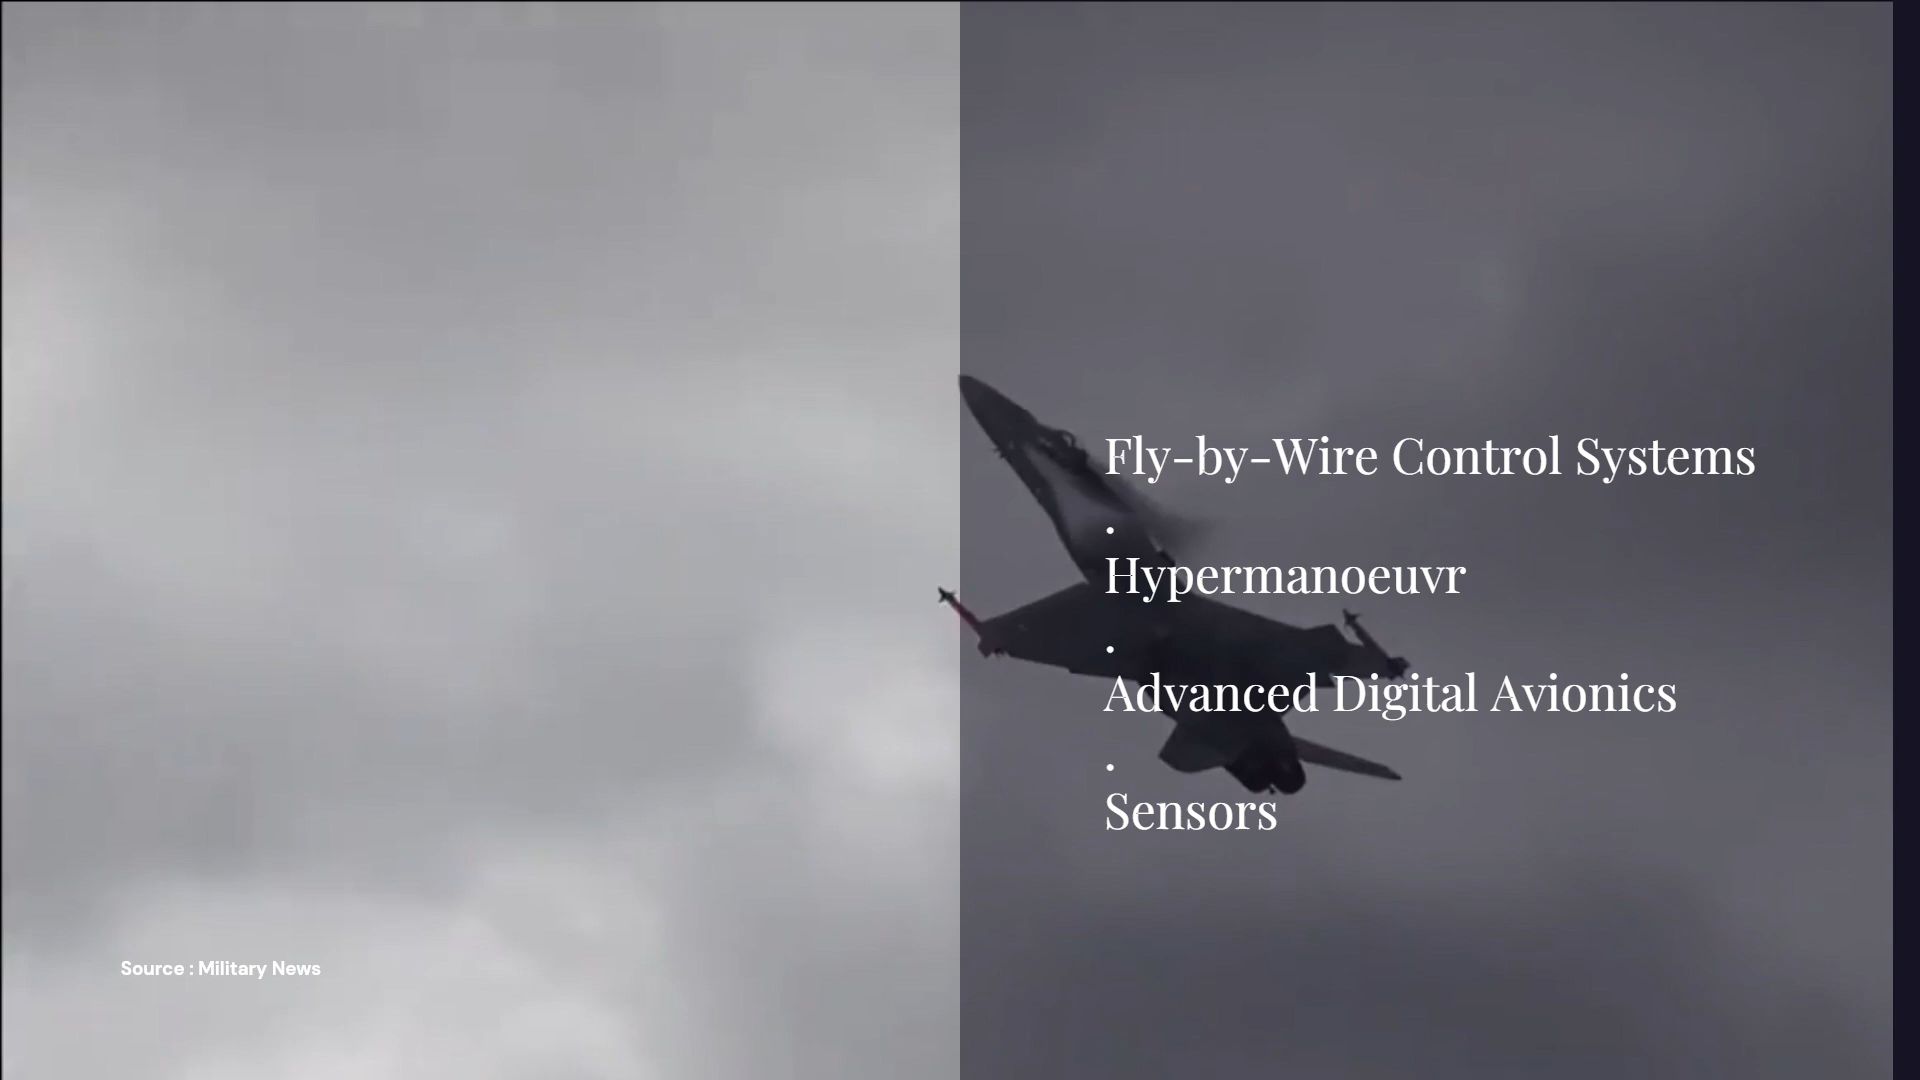 Fly-by-Wire Control Systems
.
Hypermanoeuvr
.
Advanced Digital Avionics
.
Sensors
Source : Military News